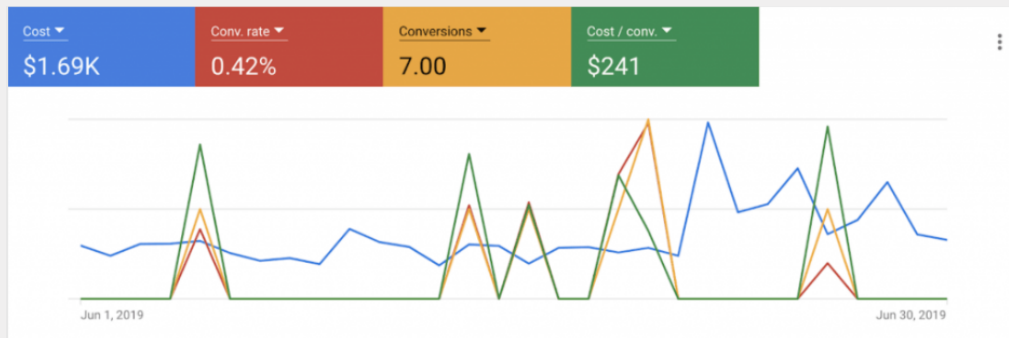 Cost Conv. rate Conversions Cost / conv.
$1.69K 0.42% 7.00 $241
Jun 1, 2019 Jun 30, 2019